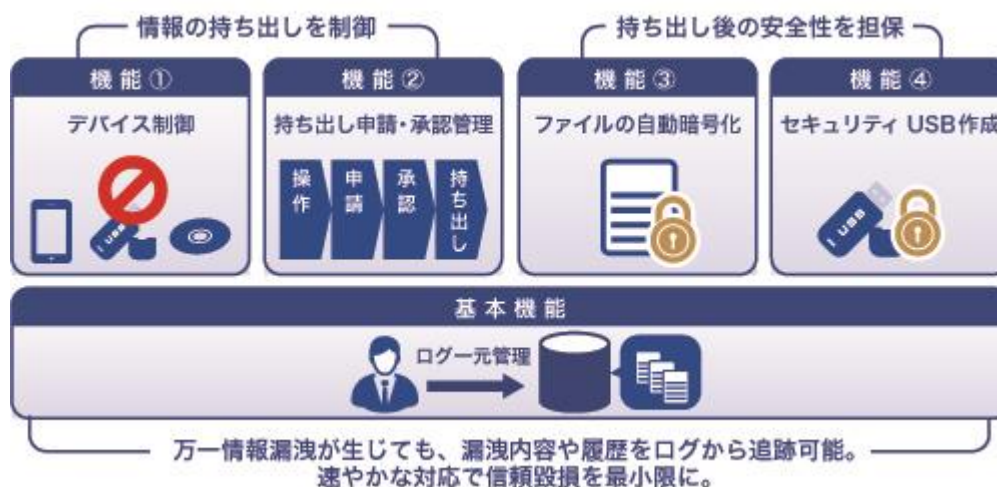 情報の持ち出しを制御
持ち出し後の安全性を担保
機能①
デバイス制御
USB
機能②
持ち出し申請・承認管理
操作
申請
承認
持ち出し
機能③
ファイルの自動暗号化
機能④
セキュリティ USB作成
USB
基本機能
ログ一元管理
万一情報漏洩が生じても、漏洩内容や履歴をログから追跡可能。
速やかな対応で信頼毀損を最小限に。